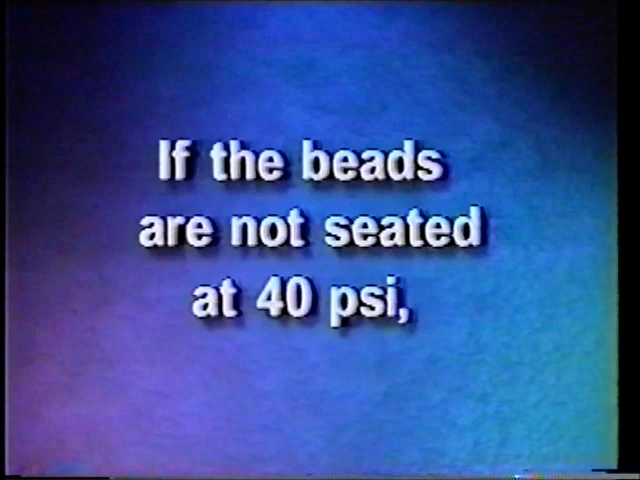 If the beads
are not seated
at 40 psi,